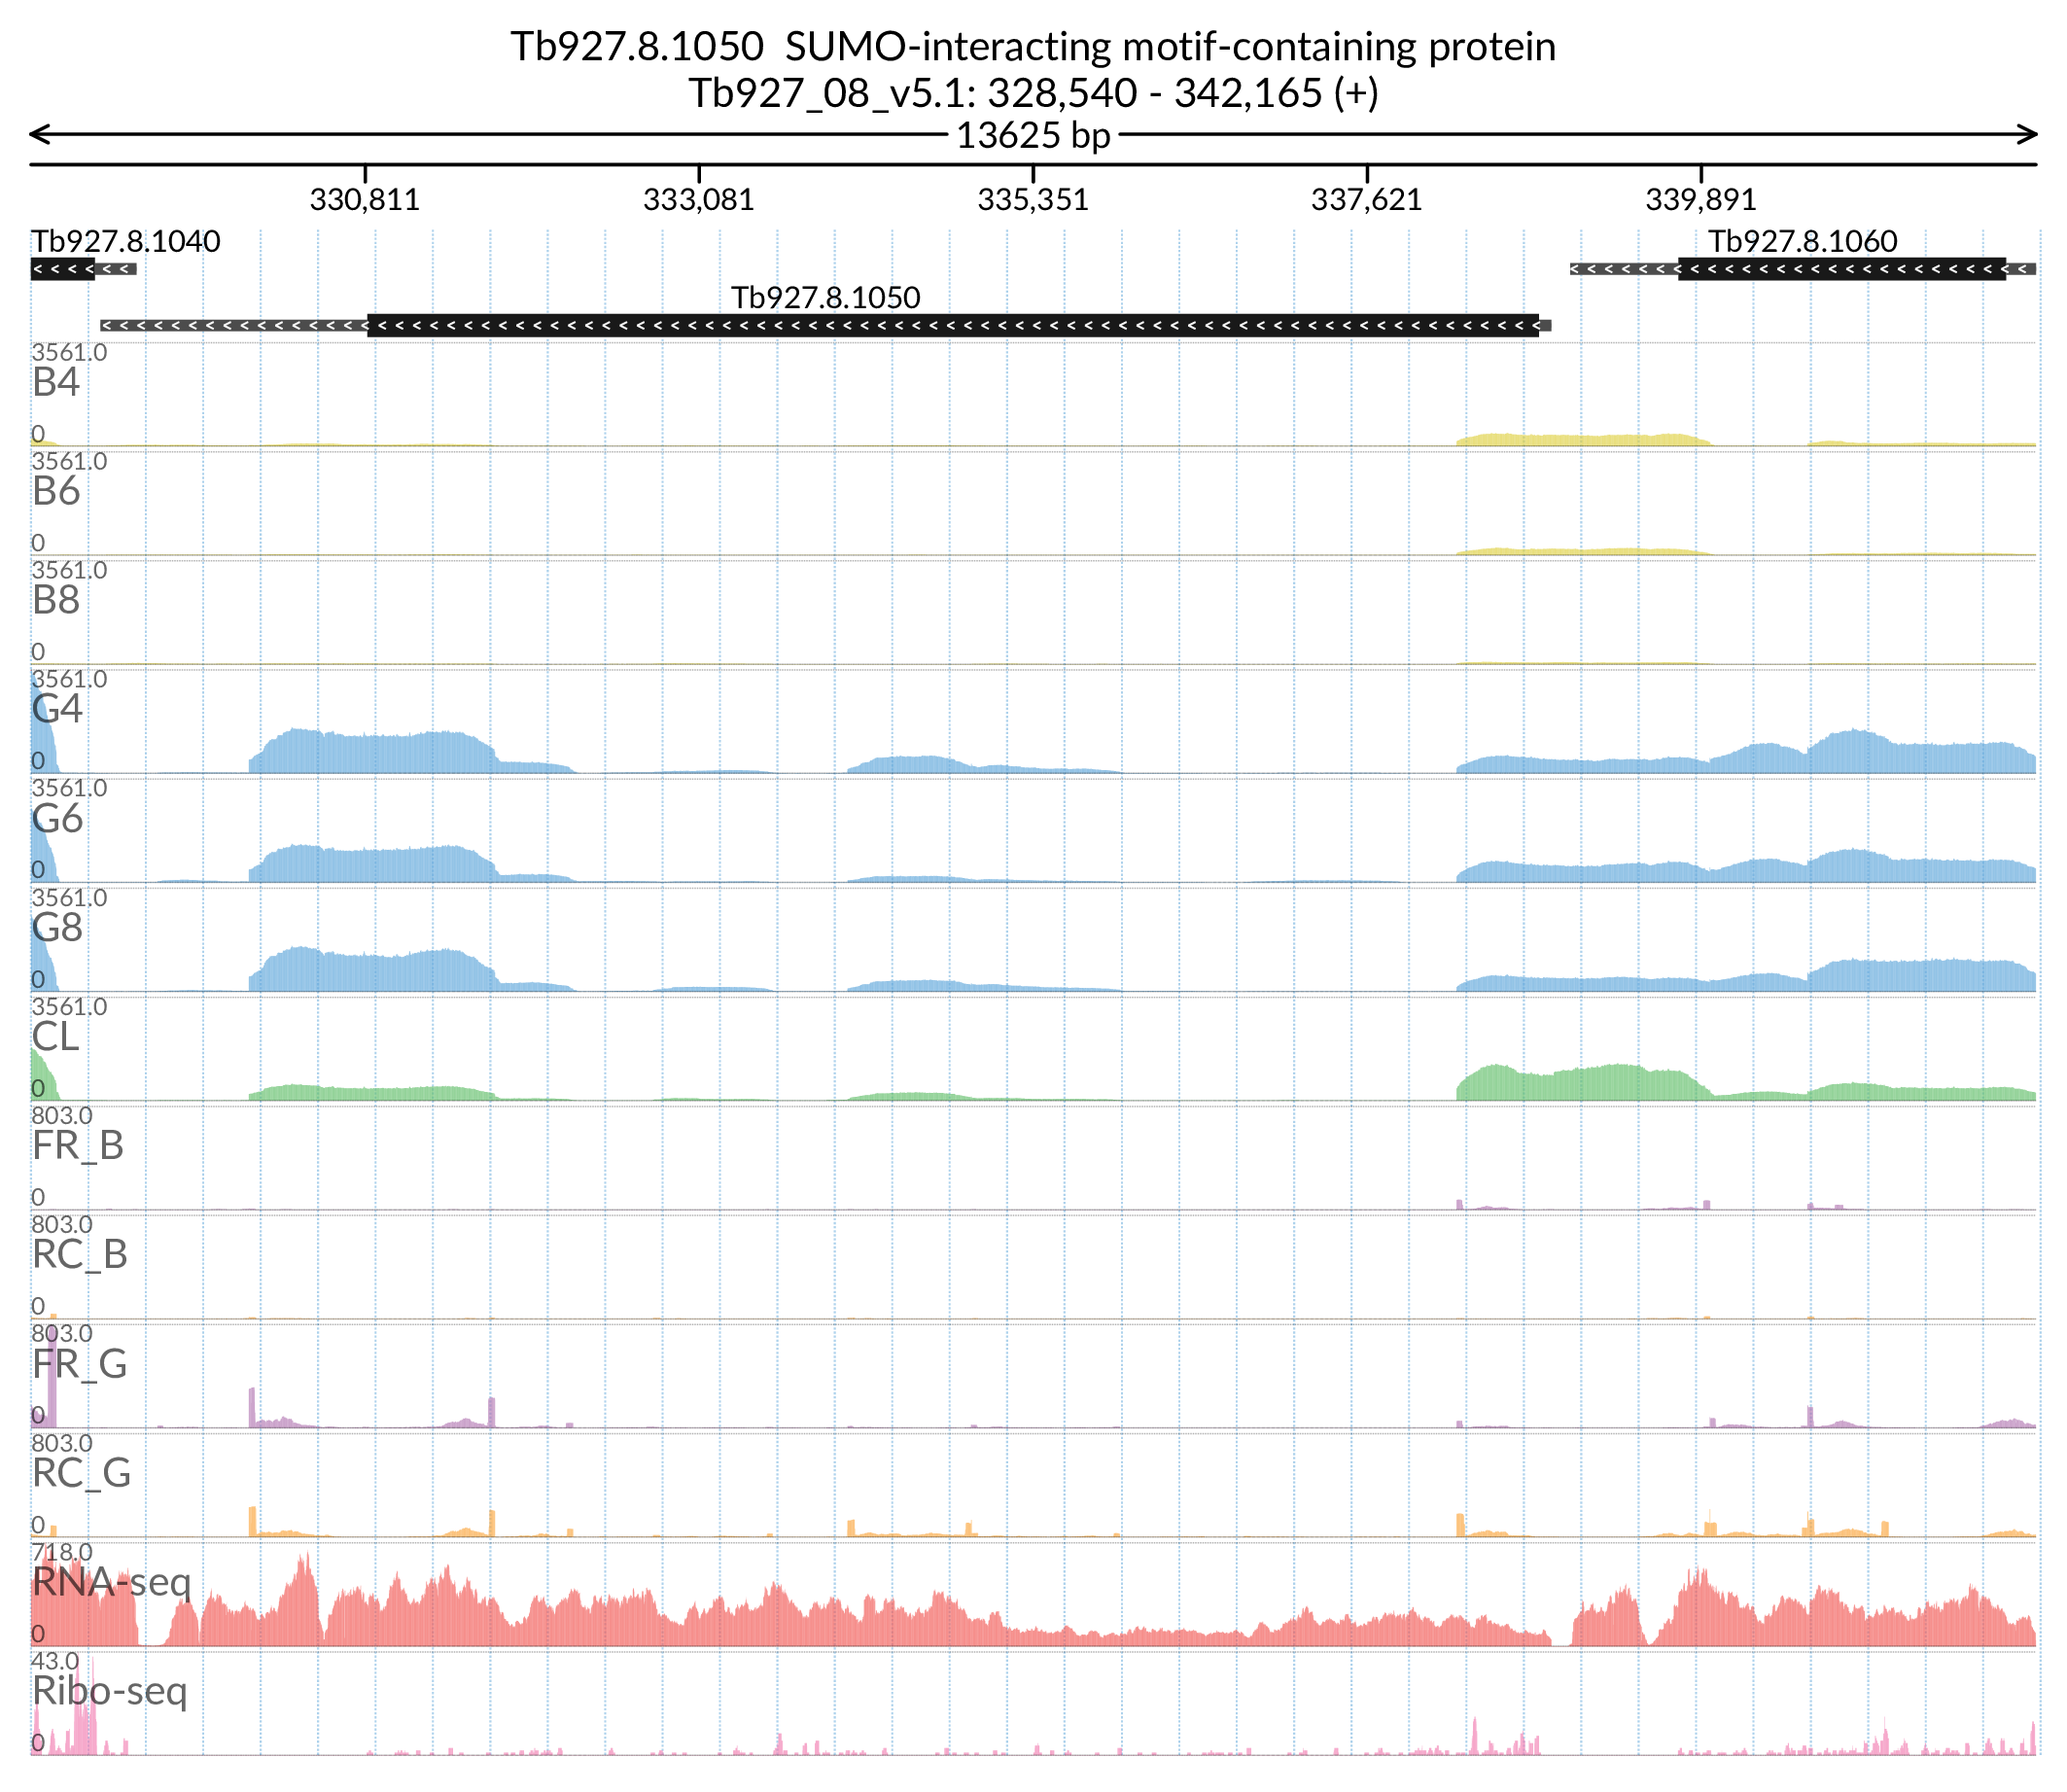 Tb927.8.1050  SUMO-interacting motif-containing protein
Tb927_08_v5.1: 328,540 - 342,165 (+)
13625 bp
330,811 333,081 335,351 337,621 339,891
Tb927.8.1040 Tb927.8.1060
Tb927.8.1050
3561.0
B4
0
3561.0
B6
0
3561.0
B8
0
3561.0
G4
0
3561.0
G6
0
3561.0
G8
0
3561.0
CL
0
803.0
FR_B
0
803.0
RC_B
0
803.0
FR_G
0
803.0
RC_G
0
718.0
RNA-seq
0
43.0
Ribo-seq
0